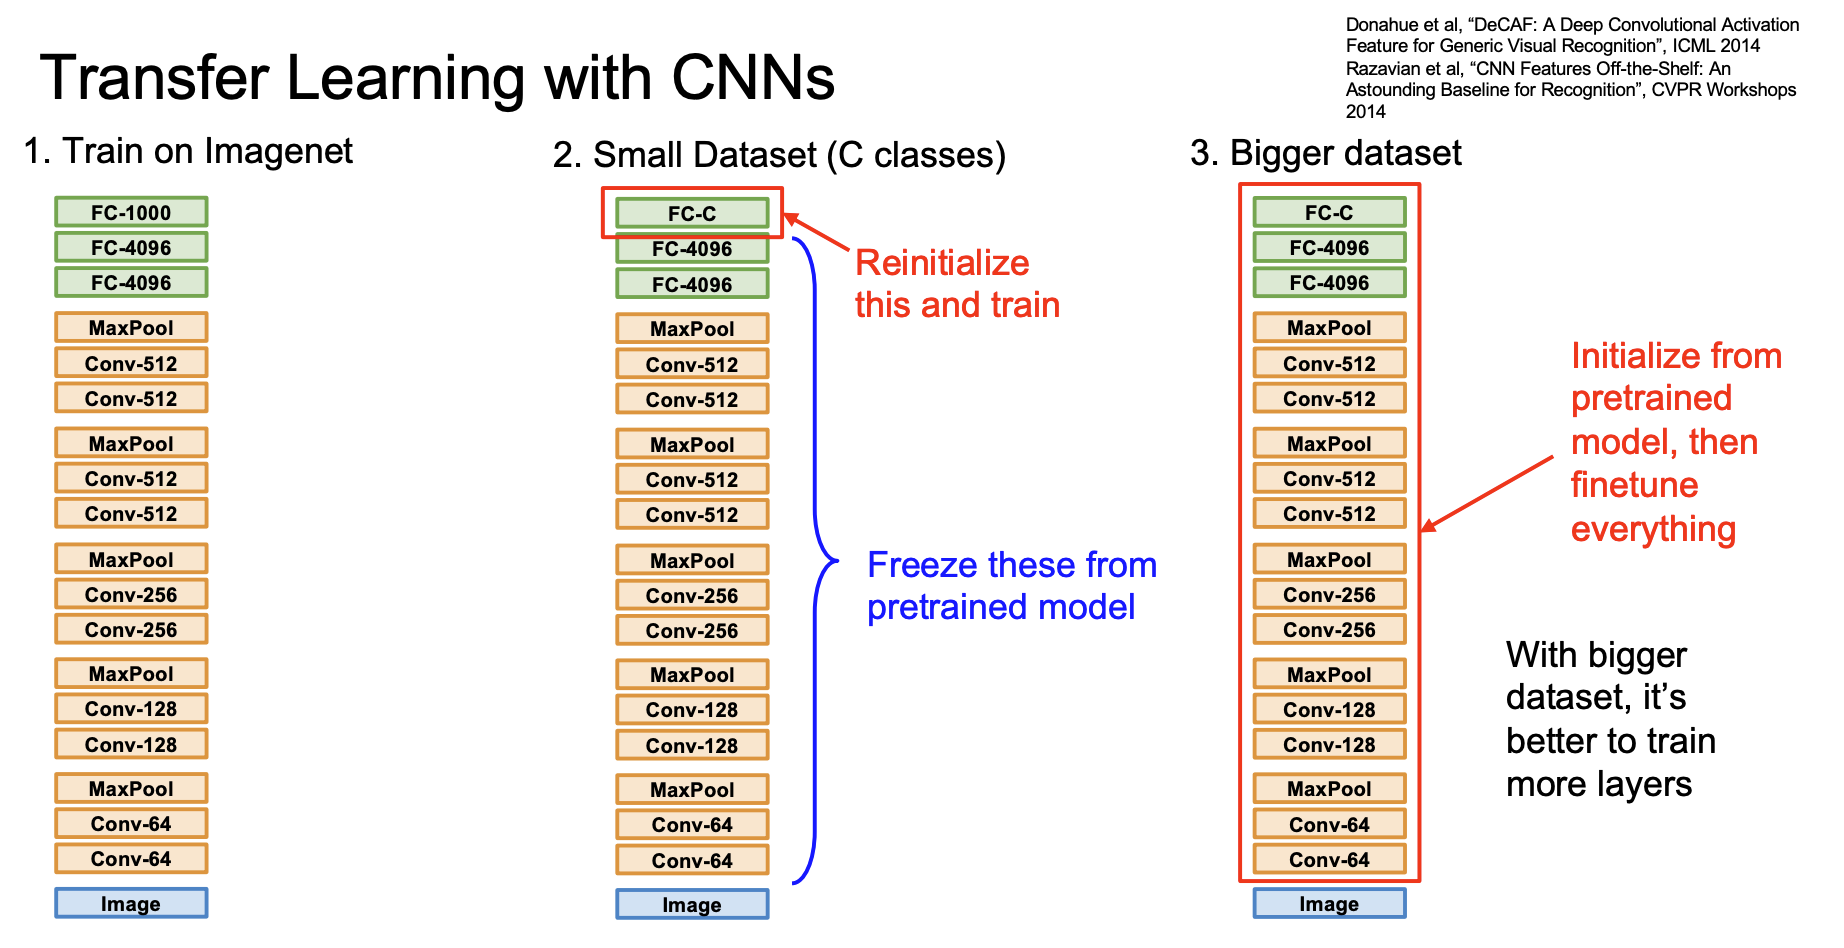 Donahue et al, “DeCAF: A Deep Convolutional Activation
Feature for Generic Visual Recognition”, ICML 2014
Razavian et al, “CNN Features Off-the-Shelf: An
Astounding Baseline for Recognition”, CVPR Workshops
2014
Transfer Learning with CNNs
1. Train on Imagenet
FC-1000
FC-4096
FC-4096
MaxPool
Conv-512
Conv-512
MaxPool
Conv-512
Conv-512
MaxPool
Conv-256
Conv-256
MaxPool
Conv-128
Conv-128
MaxPool
Conv-64
Conv-64
Image
2. Small Dataset (C classes)
FC-C
FC-4096
FC-4096
MaxPool
Conv-512
Conv-512
MaxPool
Conv-512
Conv-512
MaxPool
Conv-256
Conv-256
MaxPool
Conv-128
Conv-128
MaxPool
Conv-64
Conv-64
Image
Reinitialize
this and train
Freeze these from
pretrained model
3. Bigger dataset
FC-C
FC-4096
FC-4096
MaxPool
Conv-512
Conv-512
MaxPool
Conv-512
Conv-512
MaxPool
Conv-256
Conv-256
MaxPool
Conv-128
Conv-128
MaxPool
Conv-64
Conv-64
Image
Initialize from
pretrained
model, then
finetune
everything
With bigger
dataset, it’s
better to train
more layers